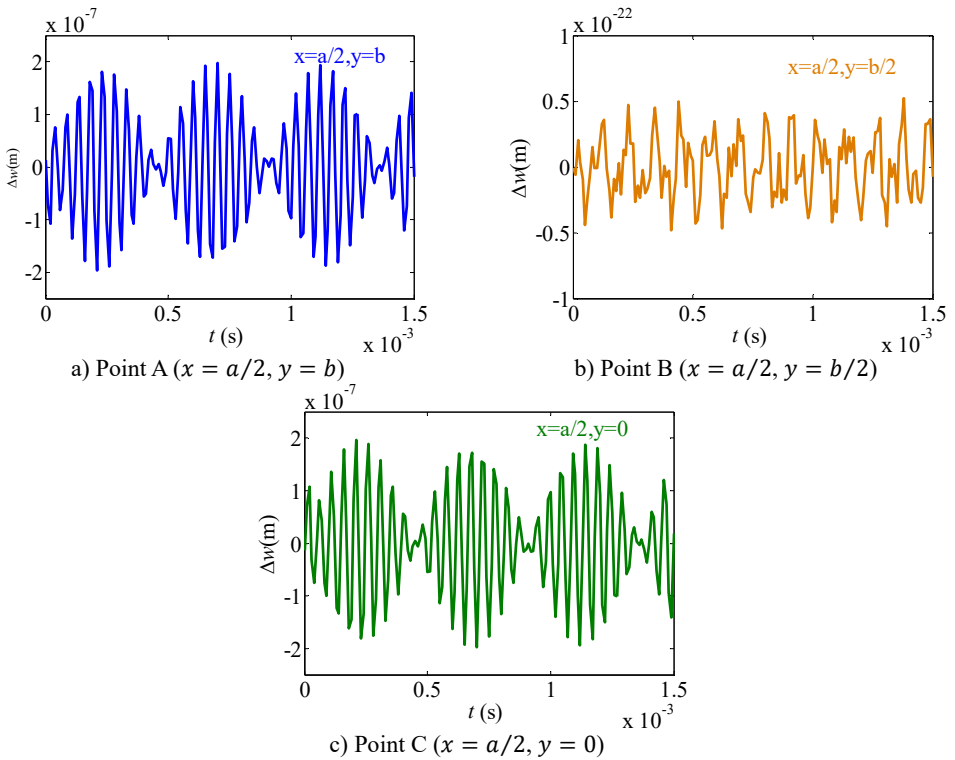 x 10-7
x=a/2,y=b
2
1
0
-1
-2
Δw(m)
0
0.5
1
1.5
t (s)
x 10-3
a) Point A (x = a/2, y = b)
x 10-22
x=a/2,y=b/2
1
0.5
0
-0.5
-1
Δw(m)
0
0.5
1
1.5
t (s)
x 10-3
b) Point B (x = a/2, y = b/2)
x 10-7
x=a/2,y=0
2
1
0
-1
-2
Δw(m)
0
0.5
1
1.5
t (s)
x 10-3
c) Point C (x = a/2, y = 0)